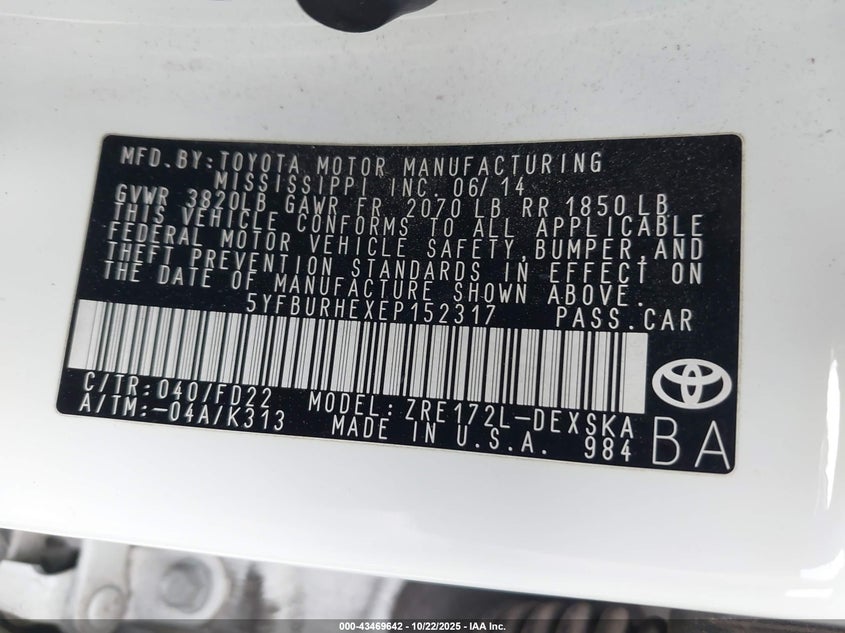 MFD.BY:TOYOTA MOTOR MANUFACTURING
MISSISSIPPI INC. 06/14
GVWR 3820LB GAWR FR 2070 LB RR 1850 LB
THIS VEHICLE CONFORMS TO ALL APPLICABLE
FEDERAL MOTOR VEHICLE SAFETY,BUMPER,AND
THEFT PREVENTION STANDARDS IN EFFECT ON
THE DATE OF MANUFACTURE SHOWN ABOVE.
5YFBURHEXEP152317 PASS.CAR
C/TR:040/FD22 MODEL:ZRE172L-DEXSKA
A/TM:-04A/K313 MADE IN U.S.A. 984
BA
000-43469642 - 10/22/2025 - IAA Inc.